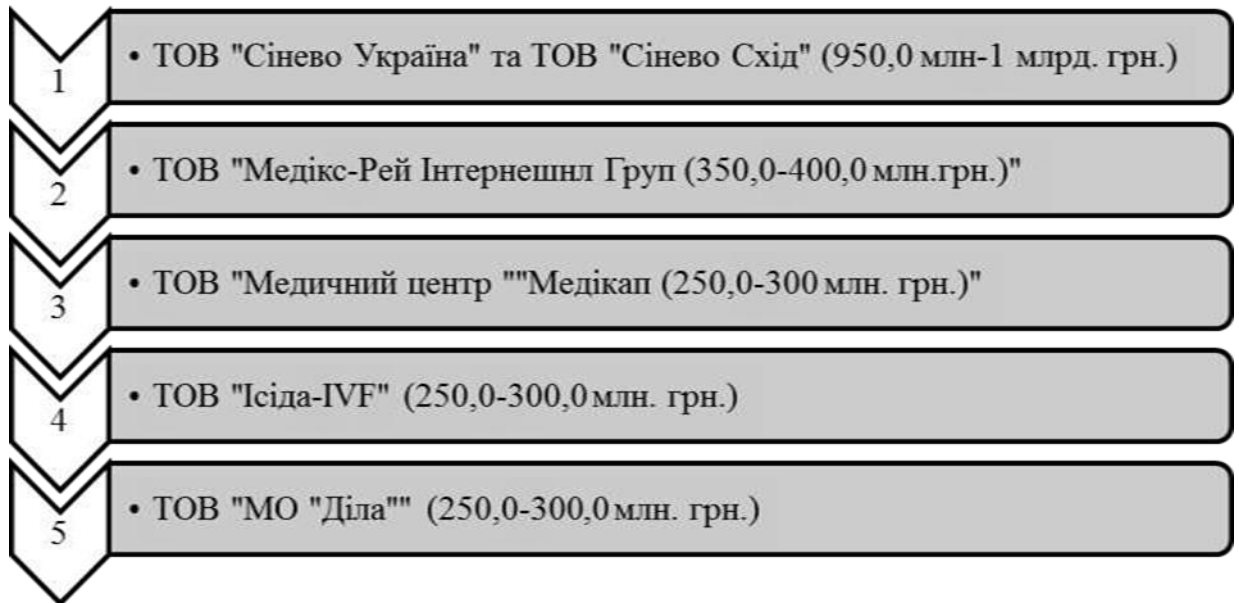 1
• ТОВ "Сінево Україна" та ТОВ "Сінево Схід" (950,0 млн-1 млрд. грн.)
2
• ТОВ "Медікс-Рей Інтернешнл Груп (350,0-400,0 млн.грн.)"
3
• ТОВ "Медичний центр ""Медікап (250,0-300 млн. грн.)"
4
• ТОВ "Ісіда-IVF" (250,0-300,0 млн. грн.)
5
• ТОВ "МО "Діла"" (250,0-300,0 млн. грн.)